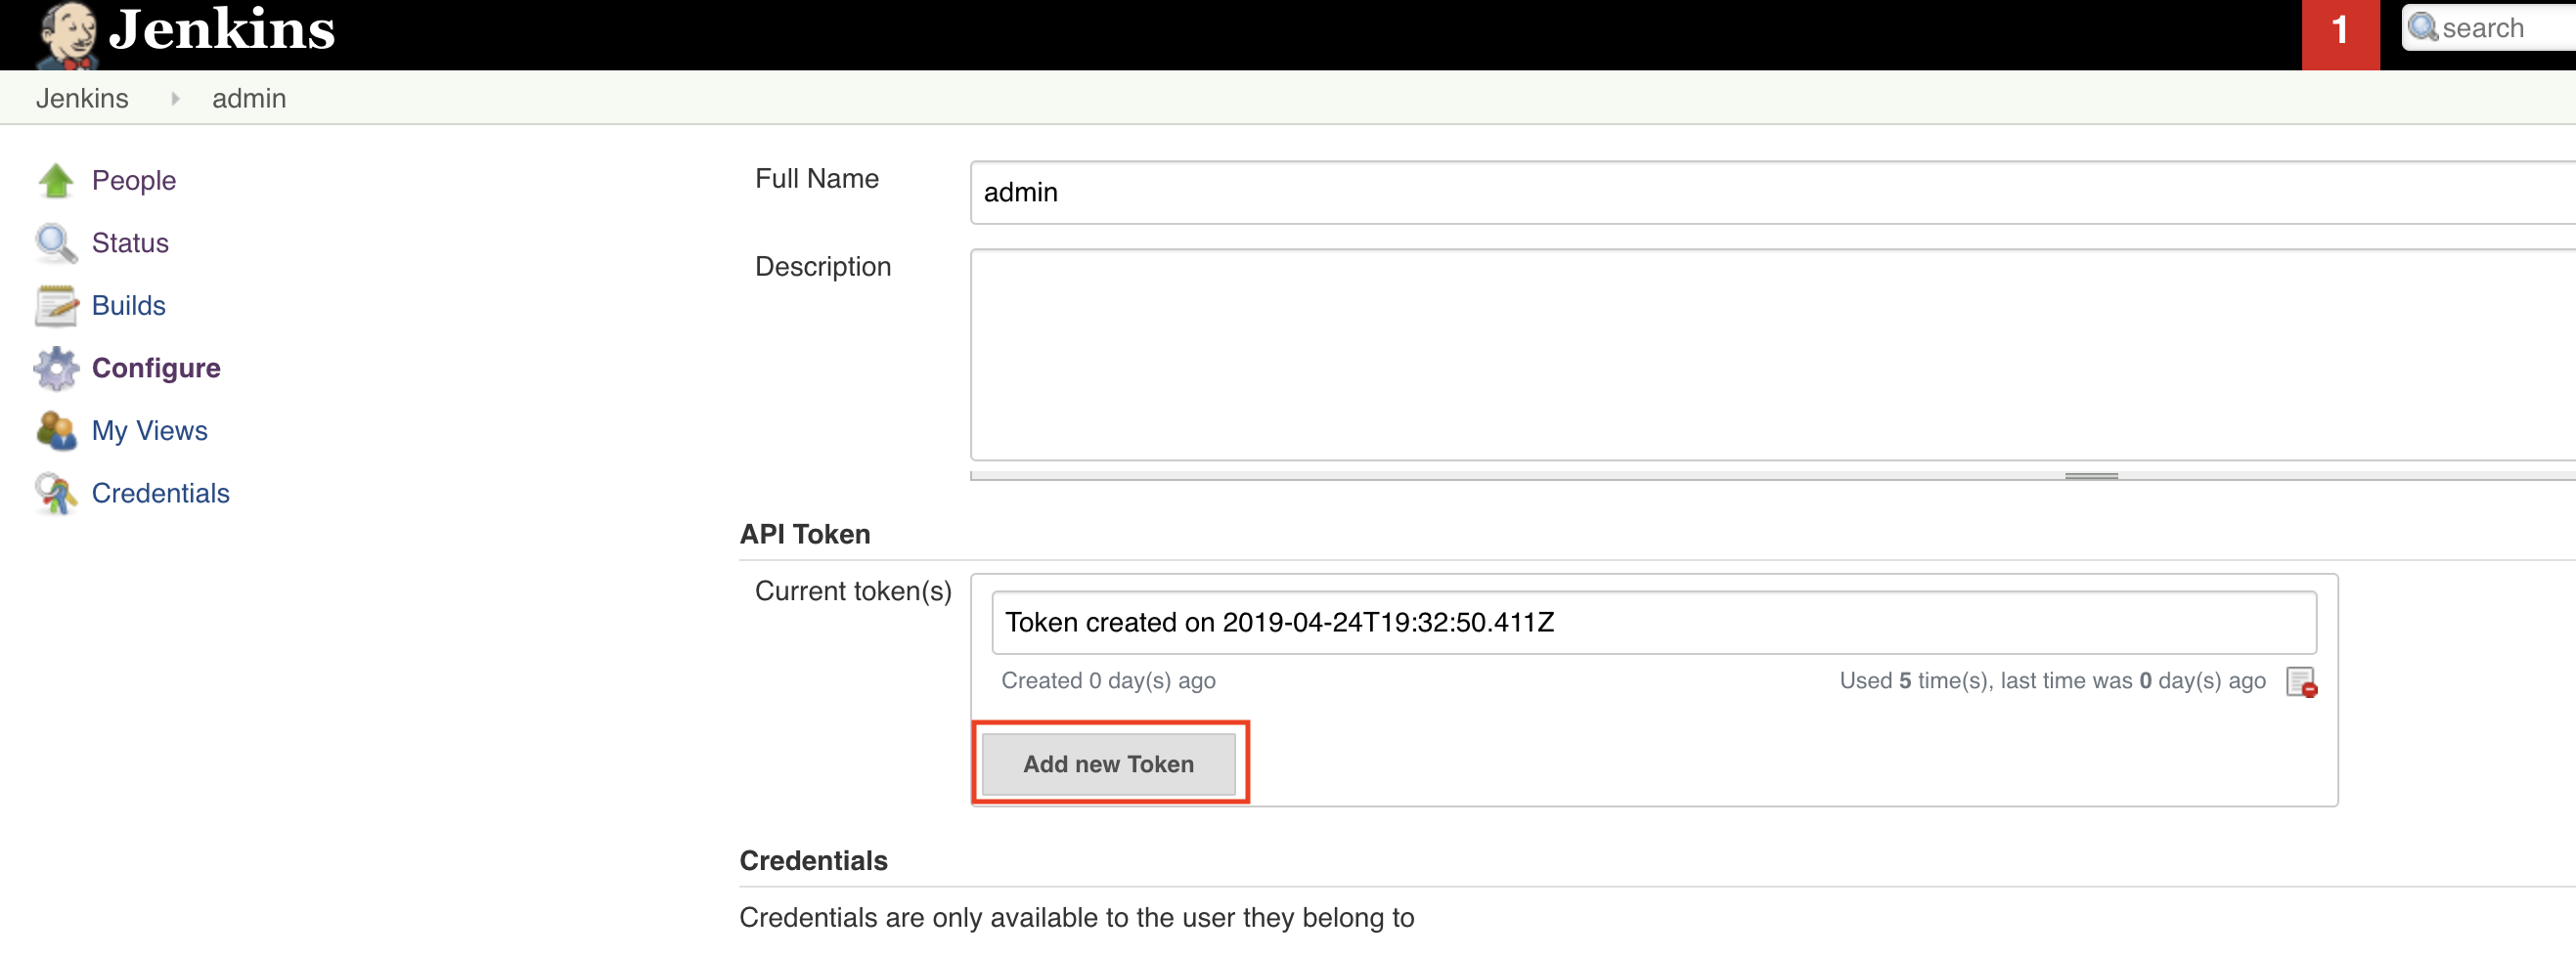 Jenkins
1
search
Jenkins admin
People
Status
Builds
Configure
My Views
Credentials
Full Name
admin
Description
API Token
Current token(s)
Token created on 2019-04-24T19:32:50.411Z
Created 0 day(s) ago
Used 5 time(s), last time was 0 day(s) ago
Add new Token
Credentials
Credentials are only available to the user they belong to